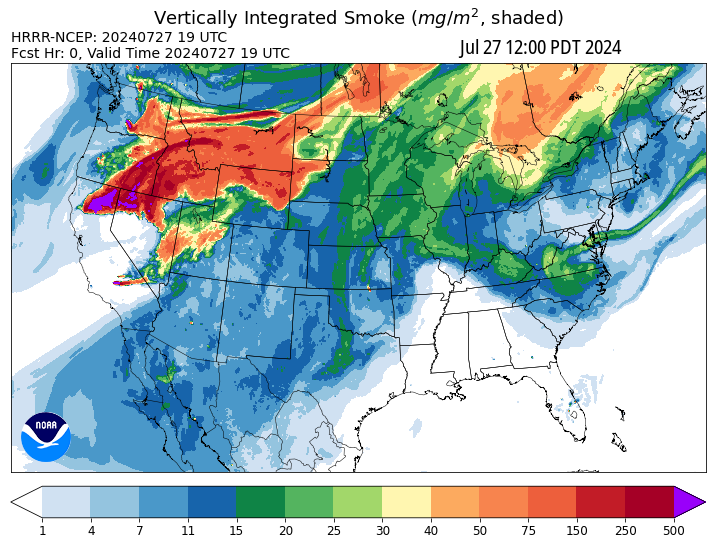 Vertically Integrated Smoke (mg/m², shaded)
HRRR-NCEP: 20240727 19 UTC
Fcst Hr: 0, Valid Time 20240727 19 UTC
Jul 27 12:00 PDT 2024
NOAA
1 4 7 11 15 20 25 30 40 50 75 150 250 500